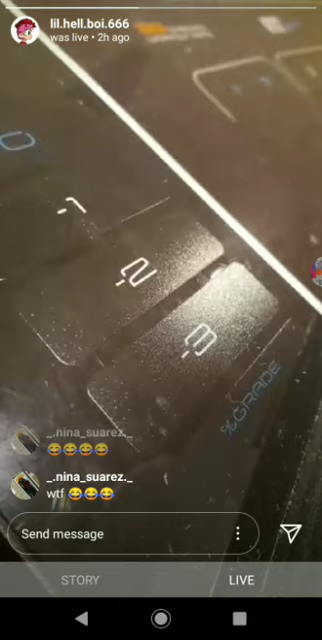 lil.hell.boi.666
was live • 2h ago
0
-1
-2
-3
%GRADE
_.nina_suarez._
😂😂😂😂
_.nina_suarez._
wtf 😂😂😂
Send message
STORY
LIVE